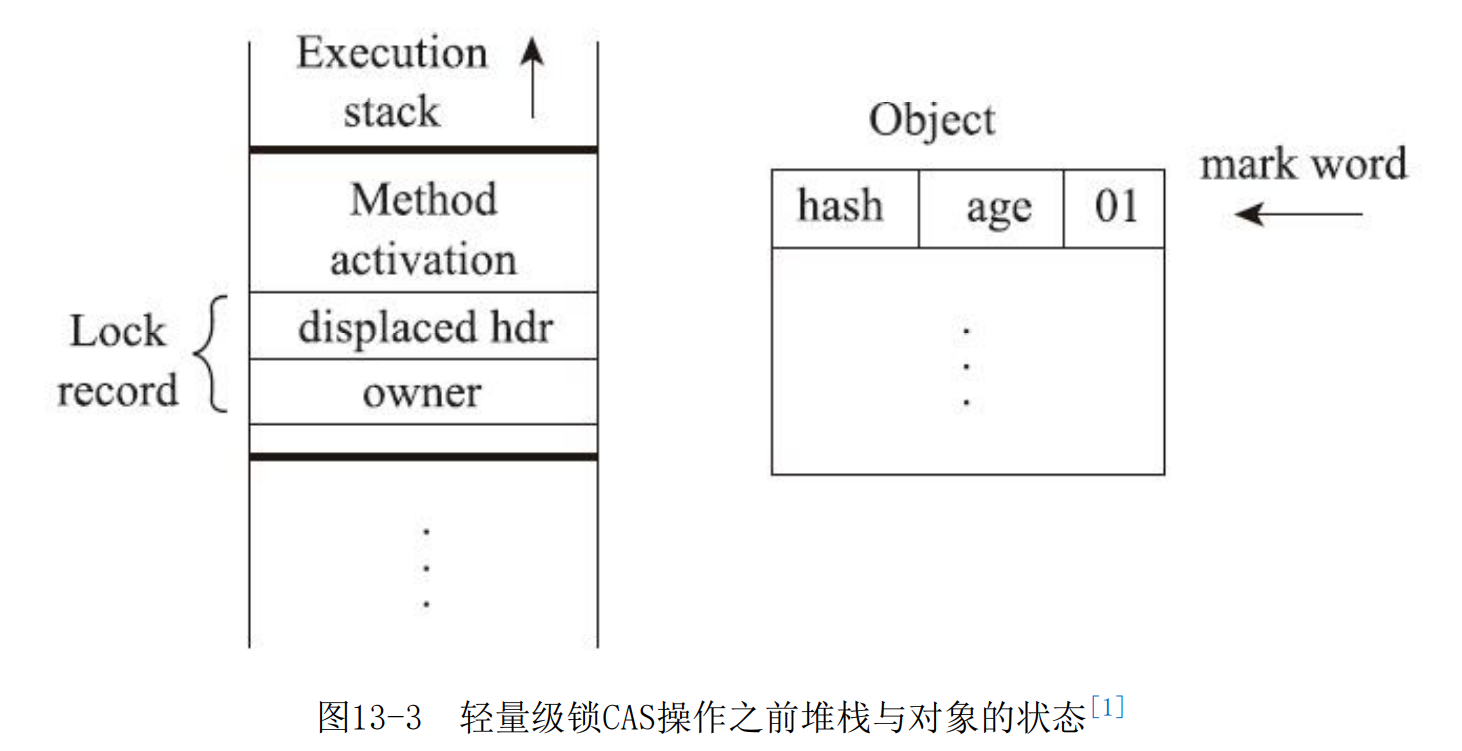 Execution
stack
Method
activation
Lock
record
displaced hdr
owner
Object
mark word
hash age 01
图13-3 轻量级锁CAS操作之前堆栈与对象的状态[1]